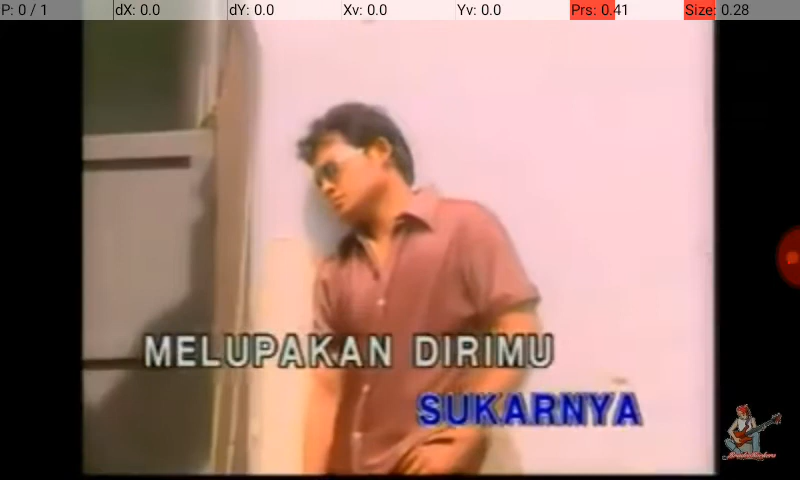 P: 0 / 1 dX: 0.0 dY: 0.0 Xv: 0.0 Yv: 0.0 Prs: 0.41 Size: 0.28
MELUPAKAN DIRIMU
SUKARNYA